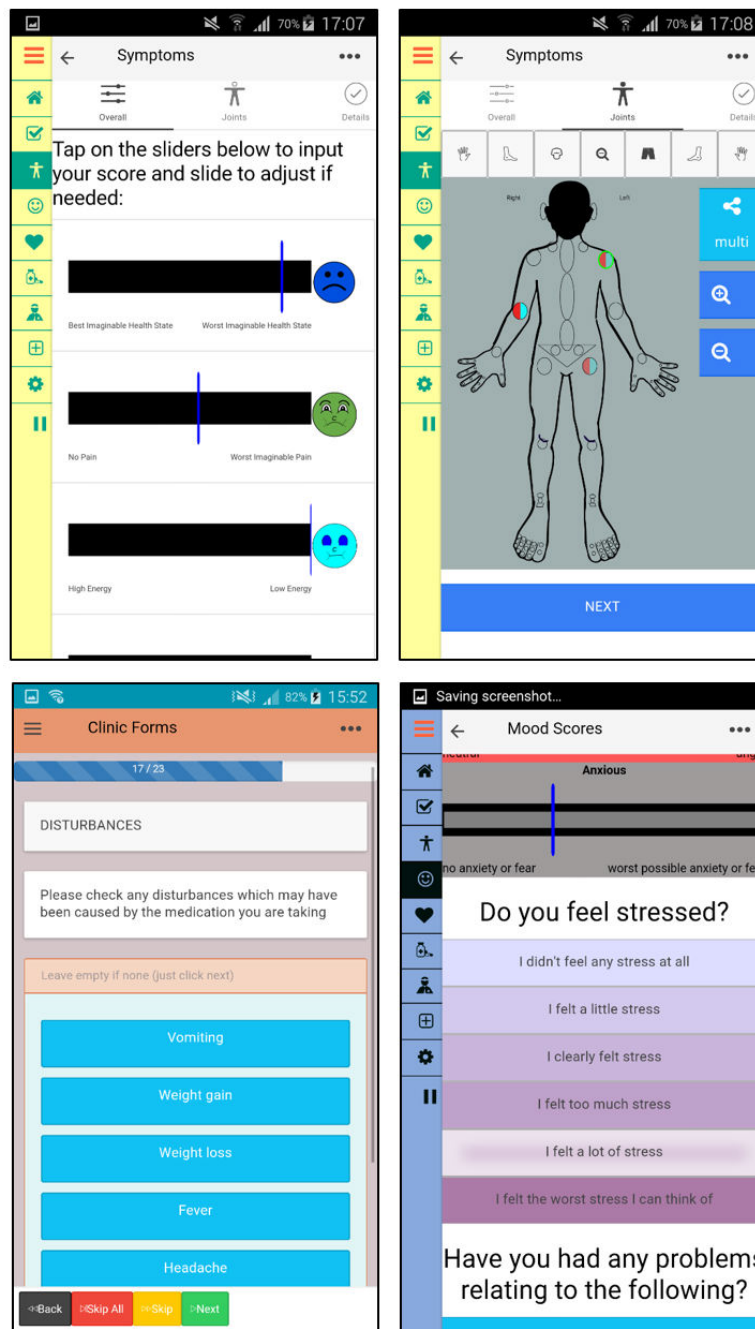 70% 17:07
Symptoms
Overall
Joints
Details
Tap on the sliders below to input
your score and slide to adjust if
needed:
Best Imaginable Health State
Worst Imaginable Health State
No Pain
Worst Imaginable Pain
High Energy
Low Energy
70% 17:08
Symptoms
Overall
Joints
Details
Right
Left
multi
NEXT
82% 15:52
Clinic Forms
17 / 23
DISTURBANCES
Please check any disturbances which may have
been caused by the medication you are taking
Leave empty if none (just click next)
Vomiting
Weight gain
Weight loss
Fever
Headache
Back
Skip All
Skip
Next
Saving screenshot...
Mood Scores
Anxious
no anxiety or fear
worst possible anxiety or fe
Do you feel stressed?
I didn't feel any stress at all
I felt a little stress
I clearly felt stress
I felt too much stress
I felt a lot of stress
I felt the worst stress I can think of
Have you had any problems
relating to the following?